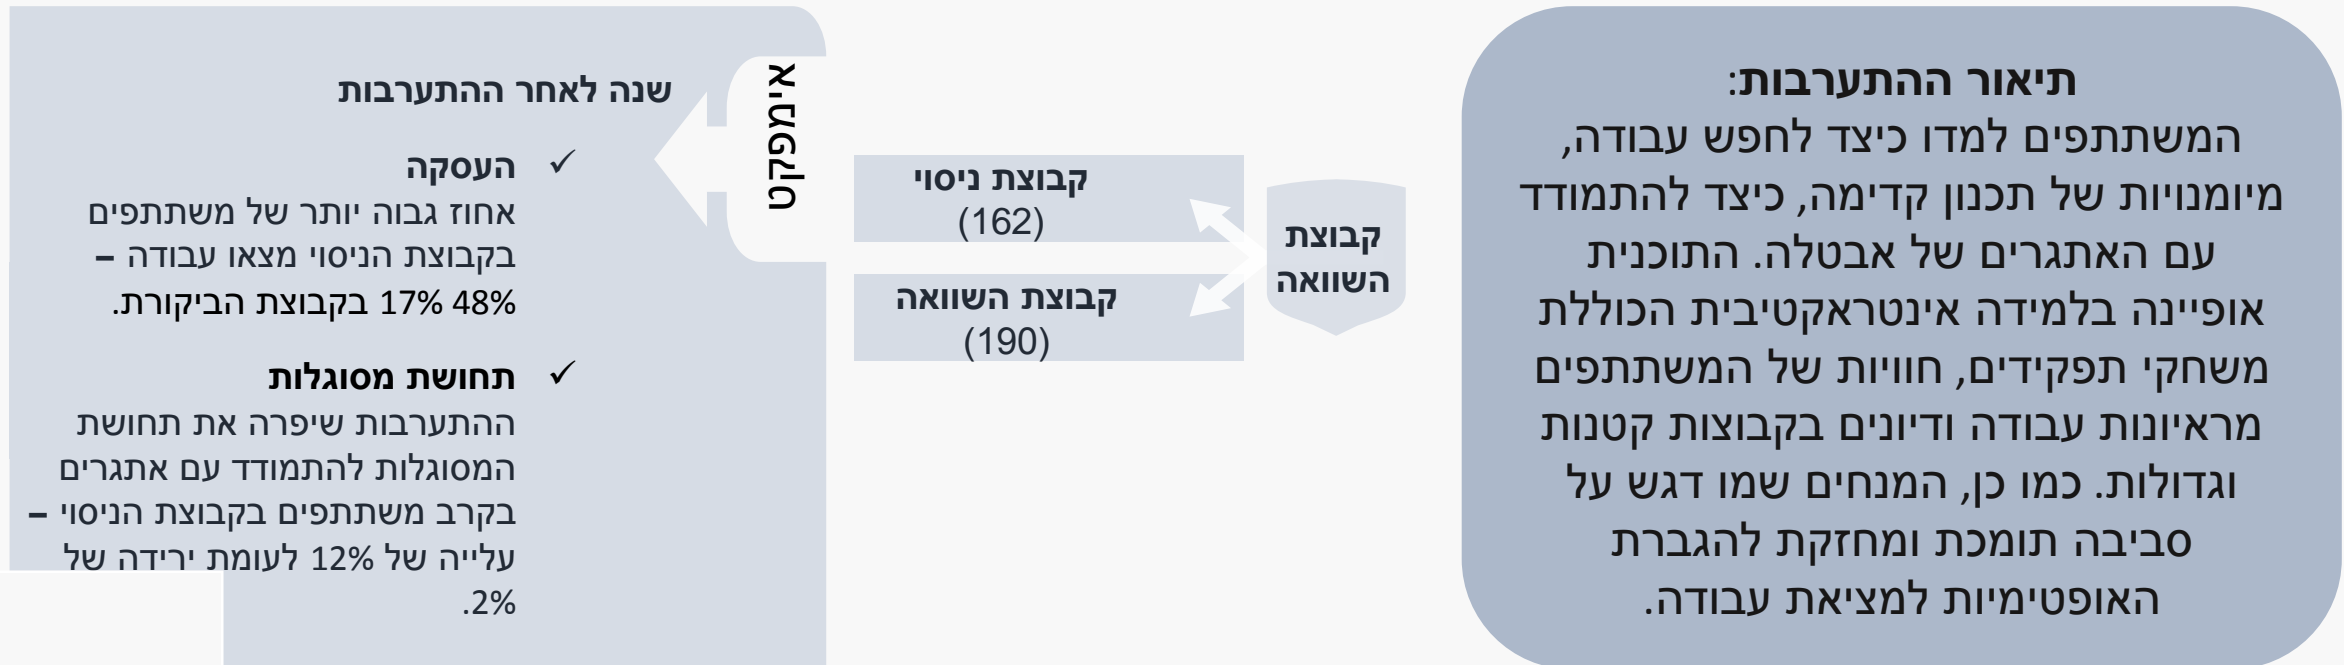 תיאור ההתערבות:
המשתתפים למדו כיצד לחפש עבודה,
מיומנויות של תכנון קדימה, כיצד להתמודד
עם האתגרים של אבטלה. התוכנית
אופיינה בלמידה אינטראקטיבית הכוללת
משחקי תפקידים, חוויות של המשתתפים
מראיונות עבודה ודיונים בקבוצות קטנות
וגדולות. כמו כן, המנחים שמו דגש על
סביבה תומכת ומחזקת להגברת
האופטימיות למציאת עבודה.
קבוצת
השוואה
קבוצת ניסוי
(162)
קבוצת השוואה
(190)
אימפקט
שנה לאחר ההתערבות
✓ העסקה
אחוז גבוה יותר של משתתפים
בקבוצת הניסוי מצאו עבודה –
48% 17% בקבוצת הביקורת.
✓ תחושת מסוגלות
ההתערבות שיפרה את תחושת
המסוגלות להתמודד עם אתגרים
בקרב משתתפים בקבוצת הניסוי –
עלייה של 12% לעומת ירידה של
2%.